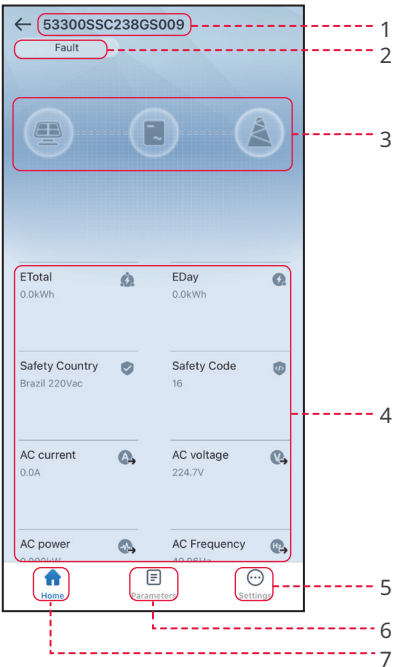 53300SSC238GS009
1
Fault
2
3
ETotal
EDay
0.0kWh
0.0kWh
Safety Country
Safety Code
Brazil 220Vac
16
4
AC current
AC voltage
0.0A
224.7V
AC power
AC Frequency
Home
Parameters
Settings
5
6
7